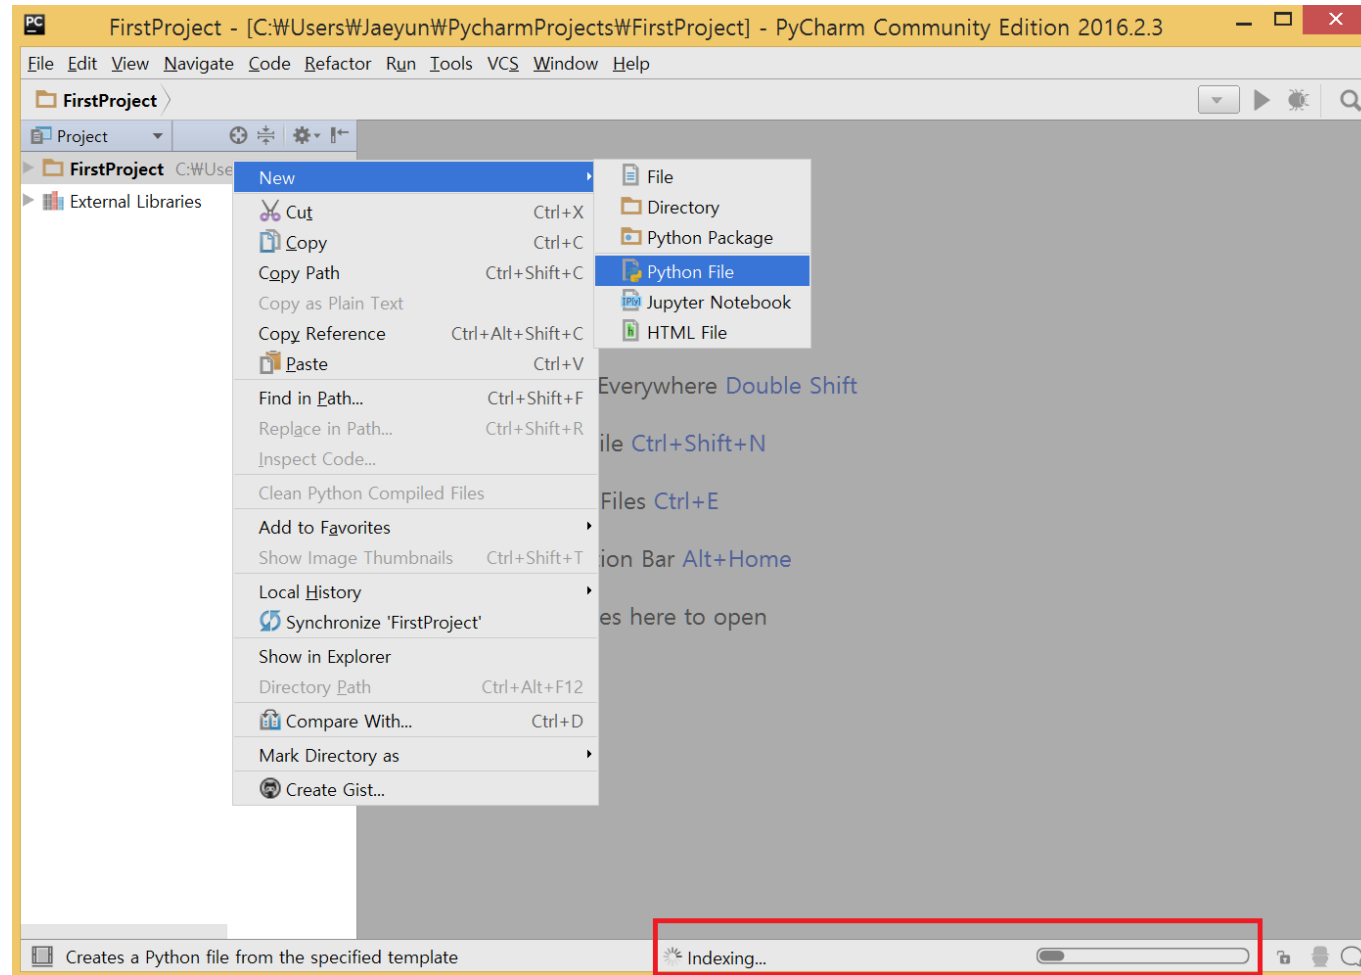 PC
FirstProject - [C:₩Users₩Jaeyun₩PycharmProjects₩FirstProject] - PyCharm Community Edition 2016.2.3
File Edit View Navigate Code Refactor Run Tools VCS Window Help
FirstProject
Project
FirstProject C:₩Use
External Libraries
New
Cut Ctrl+X
Copy Ctrl+C
Copy Path Ctrl+Shift+C
Copy as Plain Text
Copy Reference Ctrl+Alt+Shift+C
Paste Ctrl+V
Find in Path... Ctrl+Shift+F
Replace in Path... Ctrl+Shift+R
Inspect Code...
Clean Python Compiled Files
Add to Favorites
Show Image Thumbnails Ctrl+Shift+T
Local History
Synchronize 'FirstProject'
Show in Explorer
Directory Path Ctrl+Alt+F12
Compare With... Ctrl+D
Mark Directory as
Create Gist...
File
Directory
Python Package
Python File
Jupyter Notebook
HTML File
Everywhere Double Shift
ile Ctrl+Shift+N
Files Ctrl+E
ion Bar Alt+Home
es here to open
Creates a Python file from the specified template
Indexing...